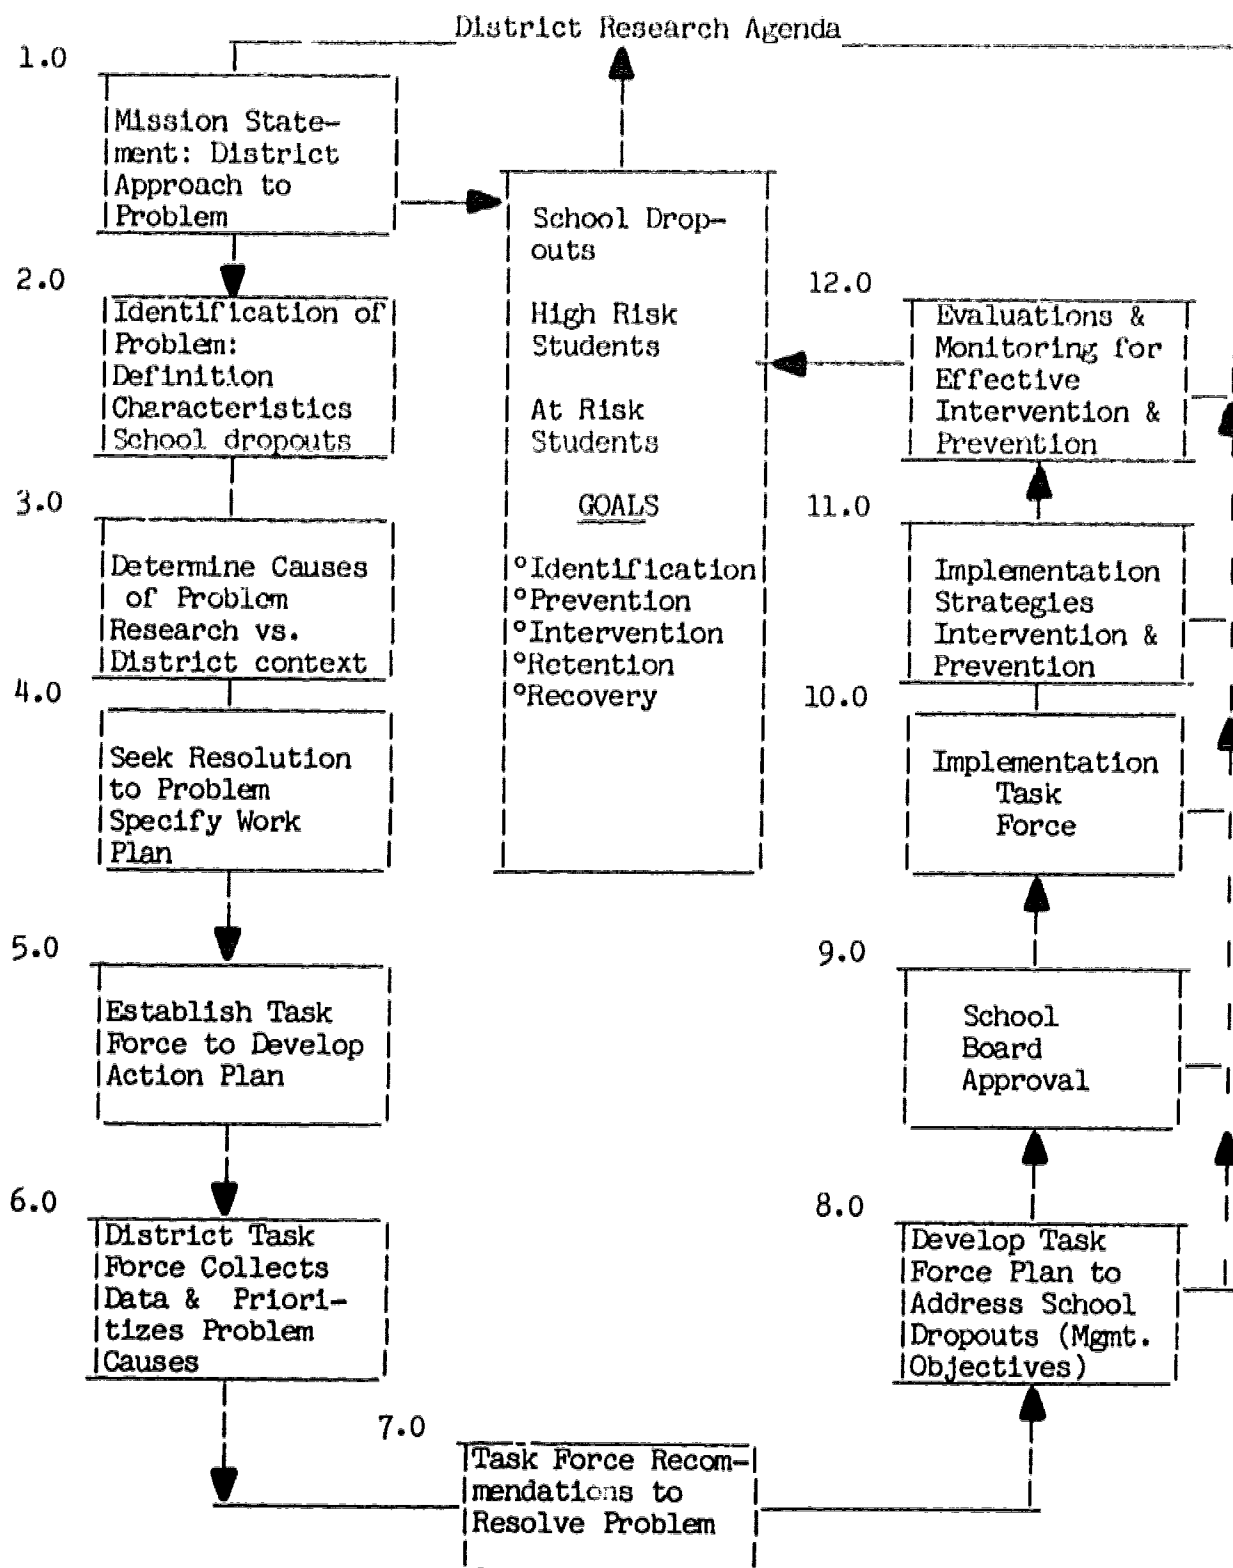 District Research Agenda
1.0
Mission State-
ment: District
Approach to
Problem
2.0
Identification of
Problem:
Definition
Characteristics
School dropouts
3.0
Determine Causes
of Problem
Research vs.
District context
4.0
Seek Resolution
to Problem
Specify Work
Plan
5.0
Establish Task
Force to Develop
Action Plan
6.0
District Task
Force Collects
Data & Priori-
tizes Problem
Causes
7.0
Task Force Recom-
mendations to
Resolve Problem
School Drop-
outs
High Risk
Students
At Risk
Students
GOALS
°Identification
°Prevention
°Intervention
°Retention
°Recovery
12.0
Evaluations &
Monitoring for
Effective
Intervention &
Prevention
11.0
Implementation
Strategies
Intervention &
Prevention
10.0
Implementation
Task
Force
9.0
School
Board
Approval
8.0
Develop Task
Force Plan to
Address School
Dropouts (Mgmt.
Objectives)